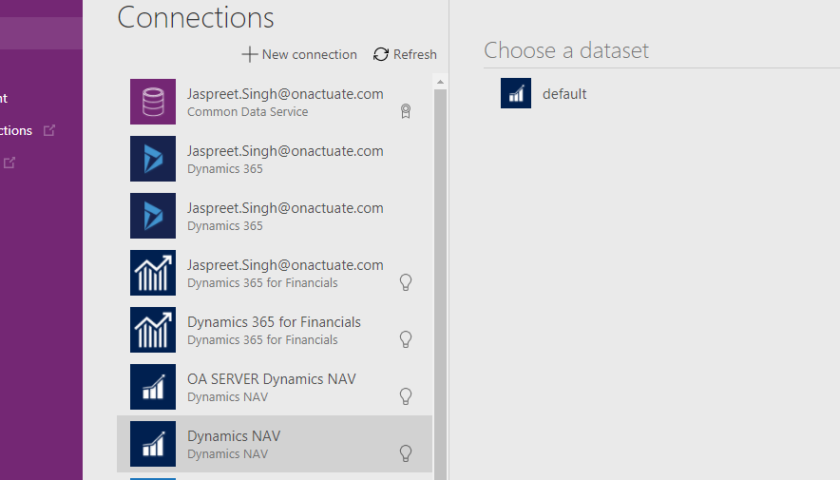 Connections
New connection
Refresh
Jaspreet.Singh@onactuate.com
Common Data Service
Jaspreet.Singh@onactuate.com
Dynamics 365
Jaspreet.Singh@onactuate.com
Dynamics 365
Jaspreet.Singh@onactuate.com
Dynamics 365 for Financials
Dynamics 365 for Financials
Dynamics 365 for Financials
OA SERVER Dynamics NAV
Dynamics NAV
Dynamics NAV
Dynamics NAV
Choose a dataset
default
nt
ctions